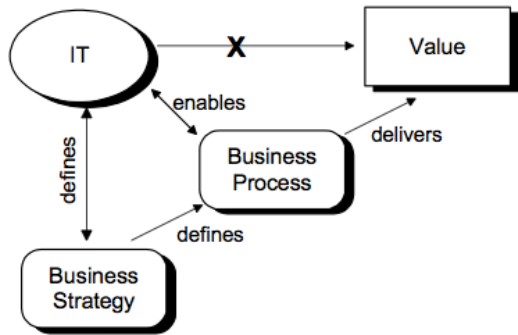 IT
X
Value
enables
delivers
Business
Process
defines
defines
Business
Strategy